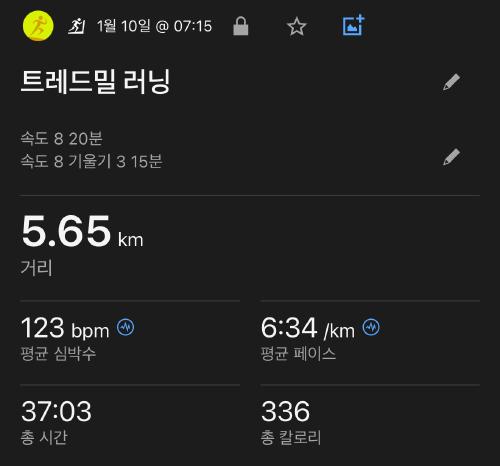 1월 10일 @ 07:15
트레드밀 러닝
속도 8 20분
속도 8 기울기 3 15분
5.65 km
거리
123 bpm
평균 심박수
6:34 /km
평균 페이스
37:03
총 시간
336
총 칼로리